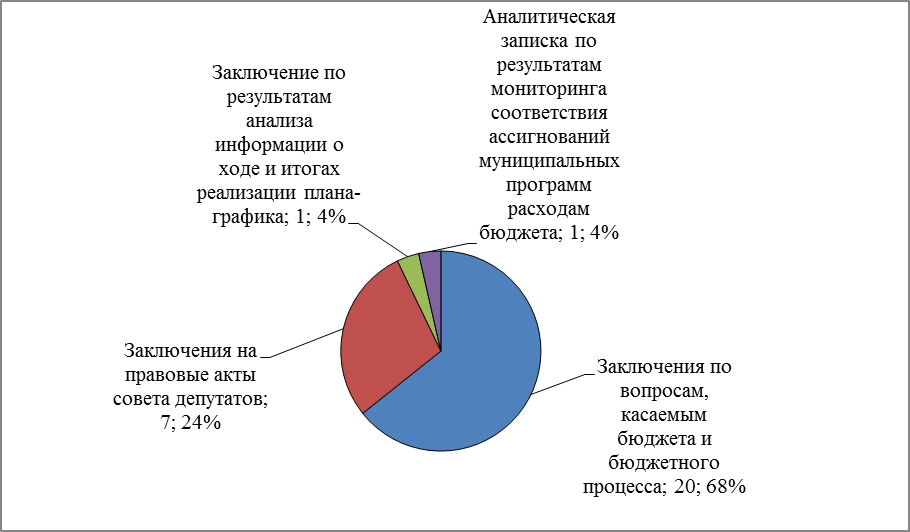 Аналитическая
записка по
результатам
мониторинга
соответствия
ассигнований
муниципальных
программ
расходам
бюджета; 1; 4%
Заключение по
результатам
анализа
информации о
ходе и итогах
реализации плана-
графика; 1; 4%
Заключения на
правовые акты
совета депутатов;
7; 24%
Заключения по
вопросам,
касаемым
бюджета и
бюджетного
процесса; 20; 68%